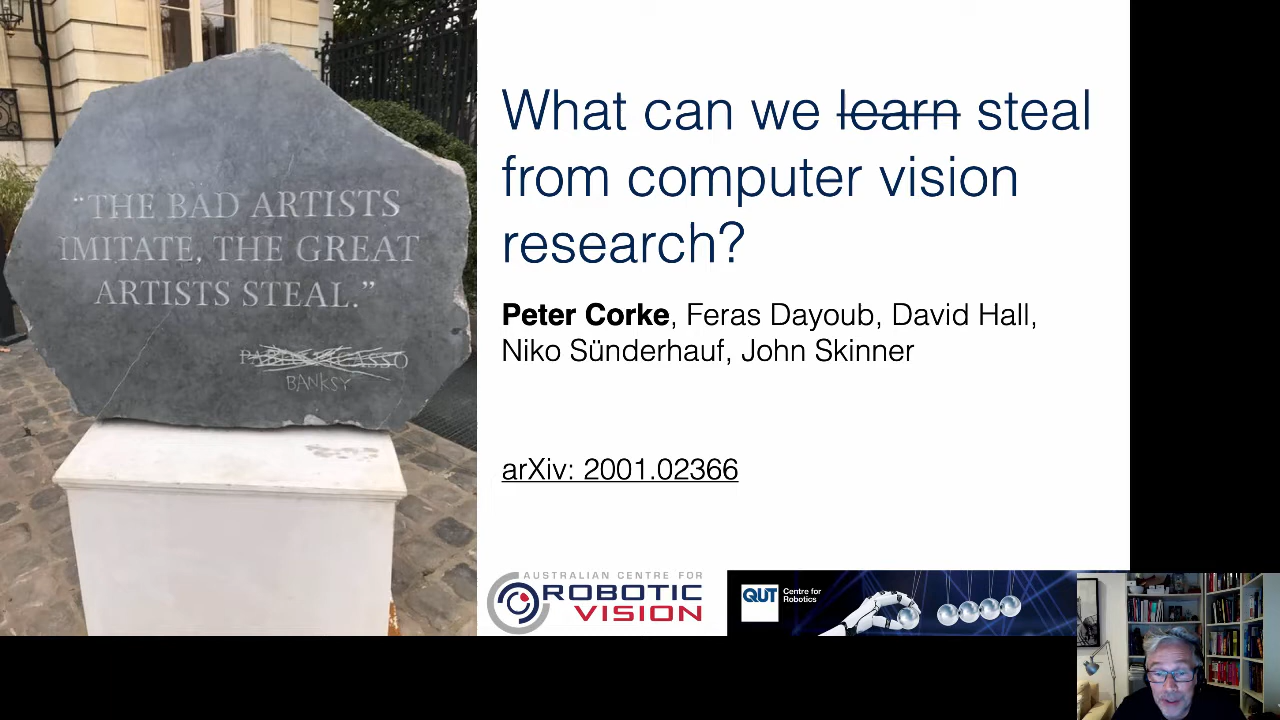 “THE BAD ARTISTS
IMITATE, THE GREAT
ARTISTS STEAL.”
PABLO PICASSO
BANKSY
What can we learn steal
from computer vision
research?
Peter Corke, Feras Dayoub, David Hall,
Niko Sünderhauf, John Skinner
arXiv: 2001.02366
AUSTRALIAN CENTRE FOR
ROBOTIC
VISION
QUT
Centre for
Robotics